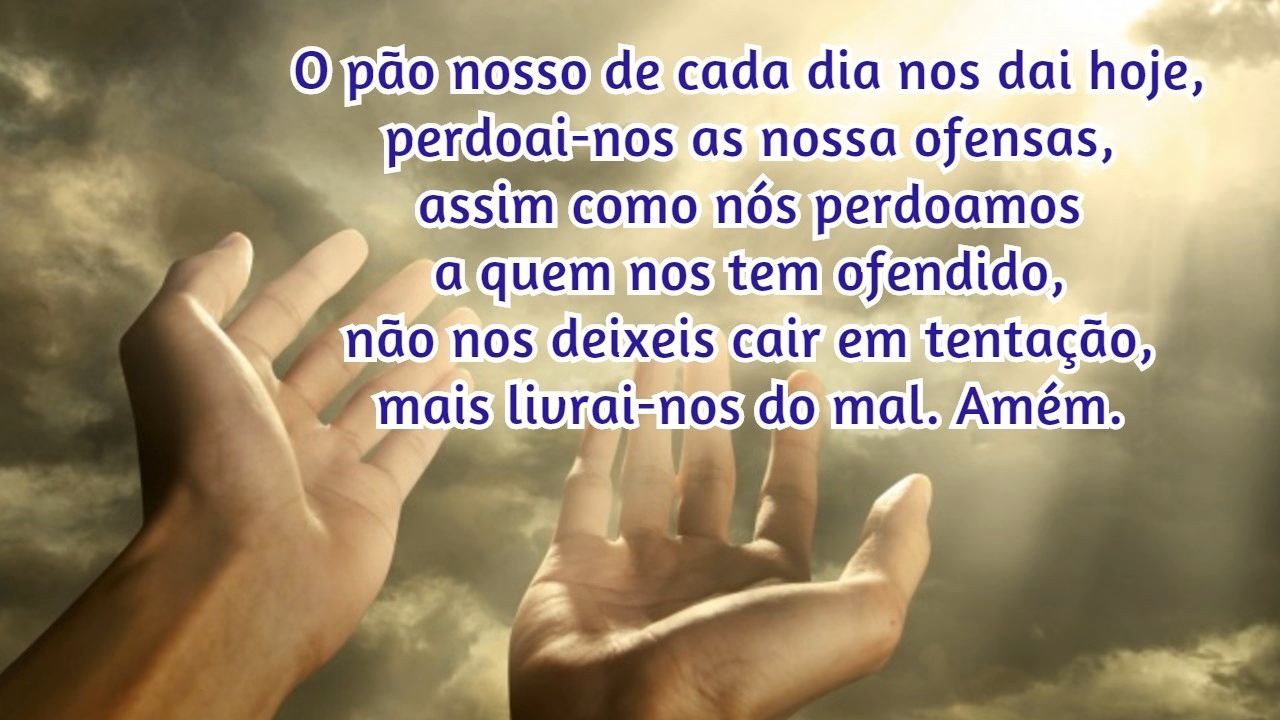 O pão nosso de cada dia nos dai hoje,
perdoai-nos as nossa ofensas,
assim como nós perdoamos
a quem nos tem ofendido,
não nos deixeis cair em tentação,
mais livrai-nos do mal. Amém.